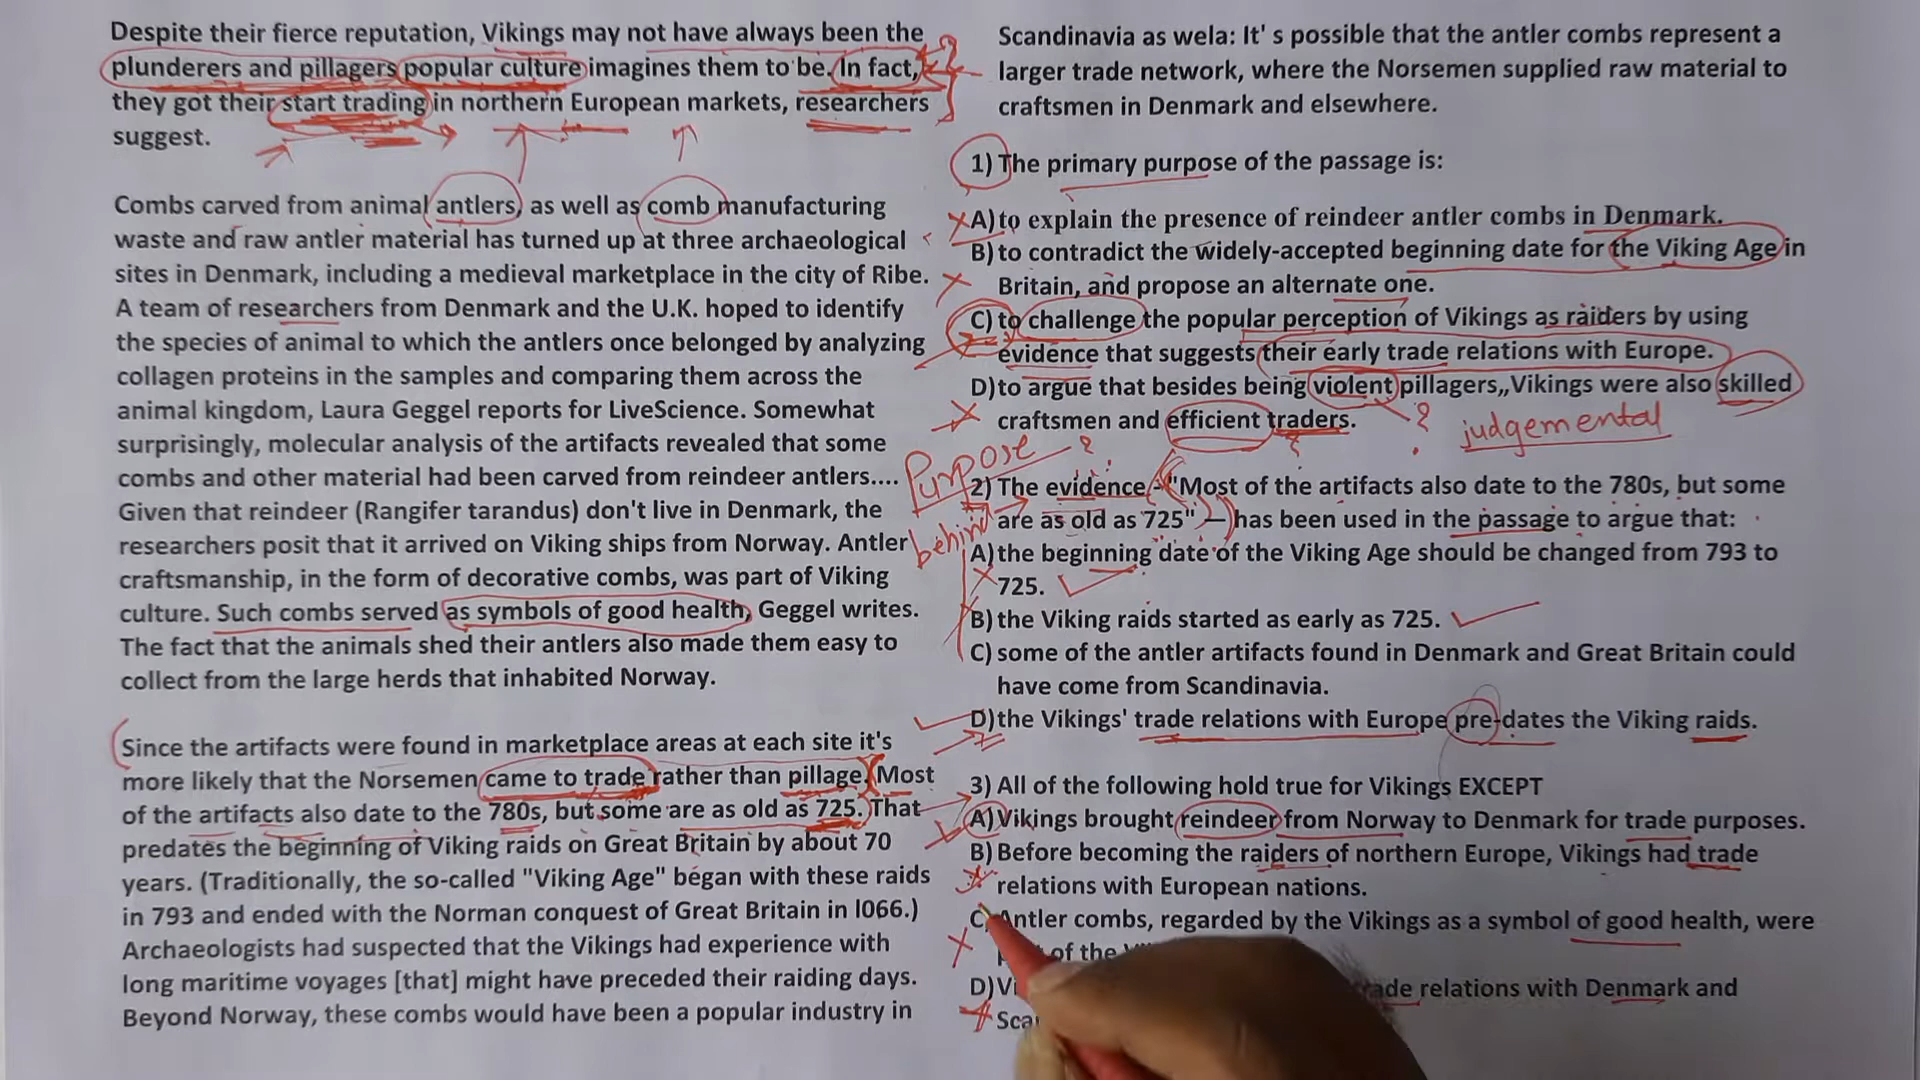 Despite their fierce reputation, Vikings may not have always been the
plunderers and pillagers popular culture imagines them to be. In fact,
they got their start trading in northern European markets, researchers
suggest.
Combs carved from animal antlers, as well as comb manufacturing
waste and raw antler material has turned up at three archaeological
sites in Denmark, including a medieval marketplace in the city of Ribe.
A team of researchers from Denmark and the U.K. hoped to identify
the species of animal to which the antlers once belonged by analyzing
collagen proteins in the samples and comparing them across the
animal kingdom, Laura Geggel reports for LiveScience. Somewhat
surprisingly, molecular analysis of the artifacts revealed that some
combs and other material had been carved from reindeer antlers....
Given that reindeer (Rangifer tarandus) don't live in Denmark, the
researchers posit that it arrived on Viking ships from Norway. Antler
craftsmanship, in the form of decorative combs, was part of Viking
culture. Such combs served as symbols of good health, Geggel writes.
The fact that the animals shed their antlers also made them easy to
collect from the large herds that inhabited Norway.
Since the artifacts were found in marketplace areas at each site it's
more likely that the Norsemen came to trade rather than pillage. Most
of the artifacts also date to the 780s, but some are as old as 725. That
predates the beginning of Viking raids on Great Britain by about 70
years. (Traditionally, the so-called "Viking Age" began with these raids
in 793 and ended with the Norman conquest of Great Britain in l066.)
Archaeologists had suspected that the Vikings had experience with
long maritime voyages [that] might have preceded their raiding days.
Beyond Norway, these combs would have been a popular industry in
Scandinavia as wela: It' s possible that the antler combs represent a
larger trade network, where the Norsemen supplied raw material to
craftsmen in Denmark and elsewhere.
1) The primary purpose of the passage is:
A) to explain the presence of reindeer antler combs in Denmark.
B) to contradict the widely-accepted beginning date for the Viking Age in
Britain, and propose an alternate one.
C) to challenge the popular perception of Vikings as raiders by using
evidence that suggests their early trade relations with Europe.
D) to argue that besides being violent pillagers,,Vikings were also skilled
craftsmen and efficient traders. ?
judgemental
Purpose ?
behind
2) The evidence - "Most of the artifacts also date to the 780s, but some
are as old as 725" — has been used in the passage to argue that:
A) the beginning date of the Viking Age should be changed from 793 to
725.
B) the Viking raids started as early as 725.
C) some of the antler artifacts found in Denmark and Great Britain could
have come from Scandinavia.
D) the Vikings' trade relations with Europe pre-dates the Viking raids.
3) All of the following hold true for Vikings EXCEPT
A) Vikings brought reindeer from Norway to Denmark for trade purposes.
B) Before becoming the raiders of northern Europe, Vikings had trade
relations with European nations.
C) Antler combs, regarded by the Vikings as a symbol of good health, were
of the
D) relations with Denmark and